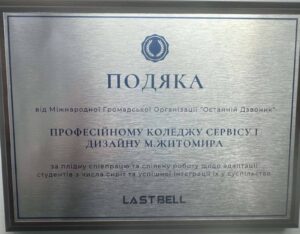 ПОДЯКА
від Міжнародної Громадської Організації "Останній Дзвоник"
ПРОФЕСІЙНОМУ КОЛЕДЖУ СЕРВІСУ І
ДИЗАЙНУ М.ЖИТОМИРА
за плідну співпрацю та спільну роботу щодо адаптації
студентів з числа сиріт та успішної інтеграції їх у суспільство
LASTBELL